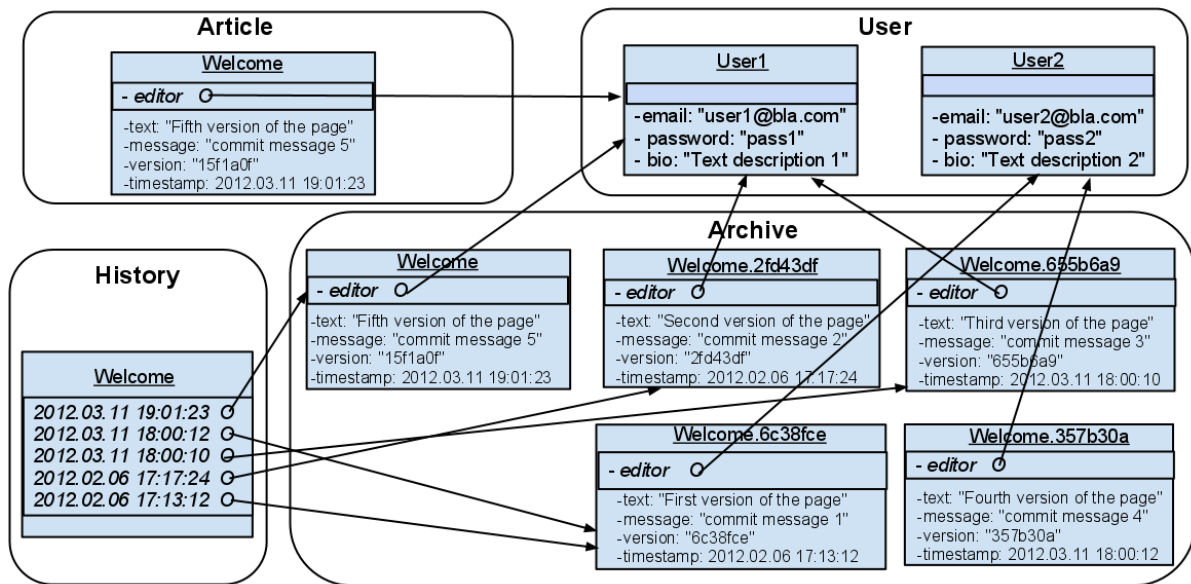 Article
Welcome
- editor
-text: "Fifth version of the page"
-message: "commit message 5"
-version: "15f1a0f"
-timestamp: 2012.03.11 19:01:23
User
User1
-email: "user1@bla.com"
- password: "pass1"
- bio: "Text description 1"
User2
-email: "user2@bla.com"
- password: "pass2"
- bio: "Text description 2"
History
Welcome
2012.03.11 19:01:23
2012.03.11 18:00:12
2012.03.11 18:00:10
2012.02.06 17:17:24
2012.02.06 17:13:12
Archive
Welcome
- editor
-text: "Fifth version of the page"
-message: "commit message 5"
-version: "15f1a0f"
-timestamp: 2012.03.11 19:01:23
Welcome.2fd43df
- editor
-text: "Second version of the page"
-message: "commit message 2"
-version: "2fd43df"
-timestamp: 2012.02.06 17:17:24
Welcome.655b6a9
- editor
-text: "Third version of the page"
-message: "commit message 3"
-version: "655b6a9"
-timestamp: 2012.03.11 18:00:10
Welcome.6c38fce
- editor
-text: "First version of the page"
-message: "commit message 1"
-version: "6c38fce"
-timestamp: 2012.02.06 17:13:12
Welcome.357b30a
- editor
-text: "Fourth version of the page"
-message: "commit message 4"
-version: "357b30a"
-timestamp: 2012.03.11 18:00:12